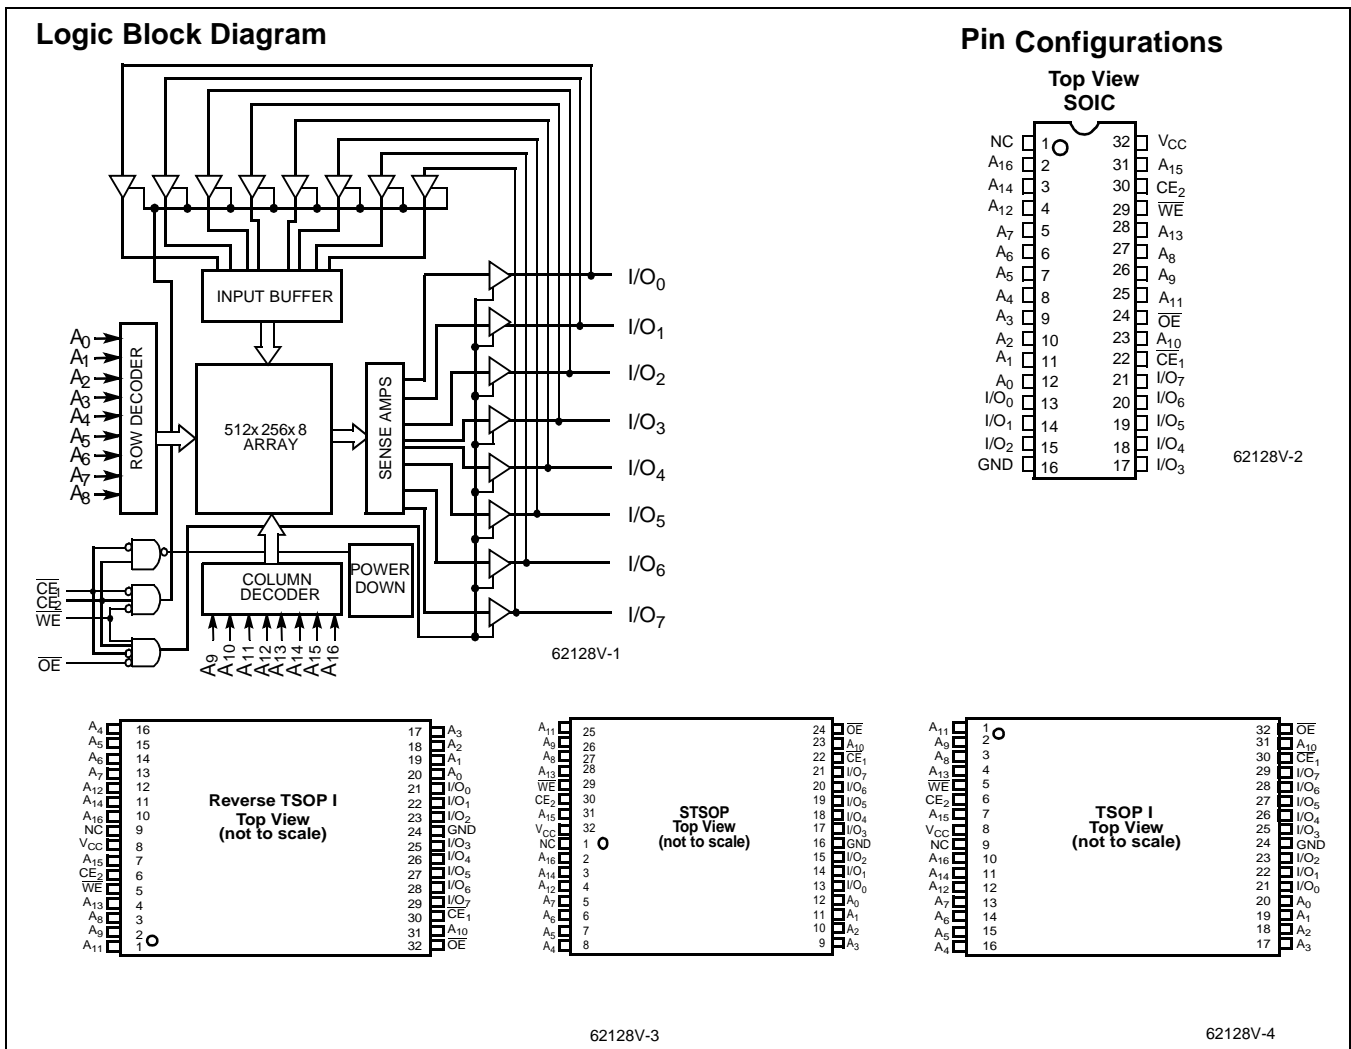 Logic Block Diagram
INPUT BUFFER
A0
A1
A2
A3
A4
A5
A6
A7
A8
ROW DECODER
512x256x8
ARRAY
SENSE AMPS
I/O0
I/O1
I/O2
I/O3
I/O4
I/O5
I/O6
I/O7
COLUMN
DECODER
POWER
DOWN
C̅E̅1
CE2
W̅E̅
O̅E̅
A9
A10
A11
A12
A13
A14
A15
A16
62128V-1
Pin Configurations
Top View
SOIC
NC 1 32 VCC
A16 2 31 A15
A14 3 30 CE2
A12 4 29 W̅E̅
A7 5 28 A13
A6 6 27 A8
A5 7 26 A9
A4 8 25 A11
A3 9 24 O̅E̅
A2 10 23 A10
A1 11 22 C̅E̅1
A0 12 21 I/O7
I/O0 13 20 I/O6
I/O1 14 19 I/O5
I/O2 15 18 I/O4
GND 16 17 I/O3
62128V-2
Reverse TSOP I
Top View
(not to scale)
A4 16 17 A3
A5 15 18 A2
A6 14 19 A1
A7 13 20 A0
A12 12 21 I/O0
A14 11 22 I/O1
A16 10 23 I/O2
NC 9 24 GND
VCC 8 25 I/O3
A15 7 26 I/O4
CE2 6 27 I/O5
W̅E̅ 5 28 I/O6
A13 4 29 I/O7
A8 3 30 C̅E̅1
A9 2 31 A10
A11 1 32 O̅E̅
62128V-3
STSOP
Top View
(not to scale)
A11 25 24 O̅E̅
A9 26 23 A10
A8 27 22 C̅E̅1
A13 28 21 I/O7
W̅E̅ 29 20 I/O6
CE2 30 19 I/O5
A15 31 18 I/O4
VCC 32 17 I/O3
NC 1 16 GND
A16 2 15 I/O2
A14 3 14 I/O1
A12 4 13 I/O0
A7 5 12 A0
A6 6 11 A1
A5 7 10 A2
A4 8 9 A3
TSOP I
Top View
(not to scale)
A11 1 32 O̅E̅
A9 2 31 A10
A8 3 30 C̅E̅1
A13 4 29 I/O7
W̅E̅ 5 28 I/O6
CE2 6 27 I/O5
A15 7 26 I/O4
VCC 8 25 I/O3
NC 9 24 GND
A16 10 23 I/O2
A14 11 22 I/O1
A12 12 21 I/O0
A7 13 20 A0
A6 14 19 A1
A5 15 18 A2
A4 16 17 A3
62128V-4